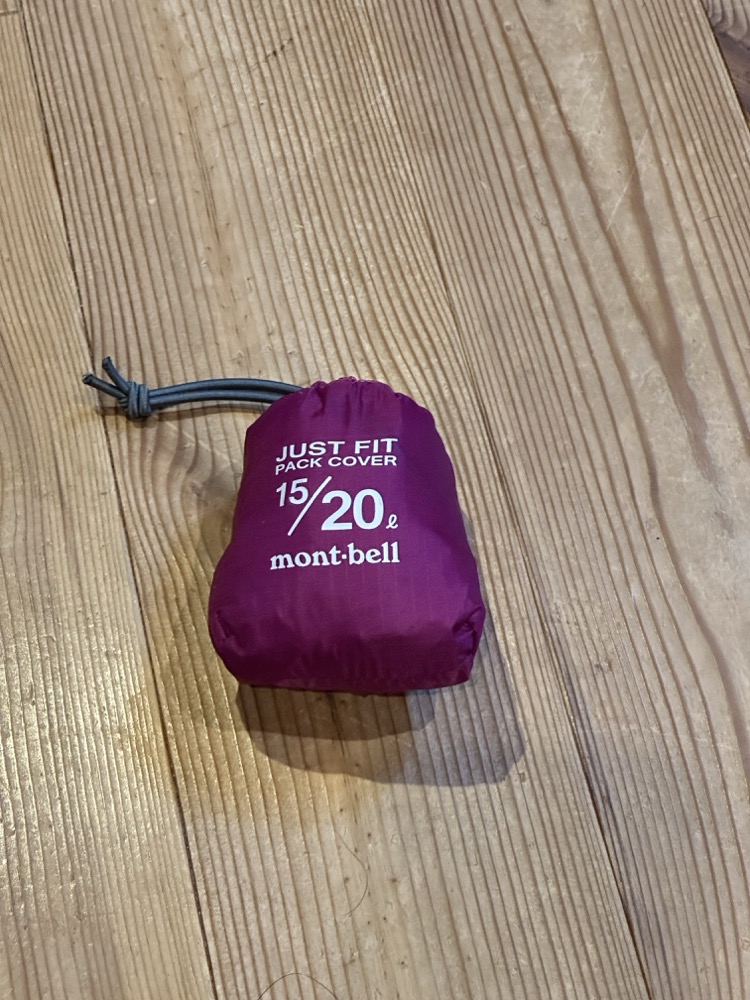 JUST FIT
PACK COVER
15/20ℓ
mont-bell